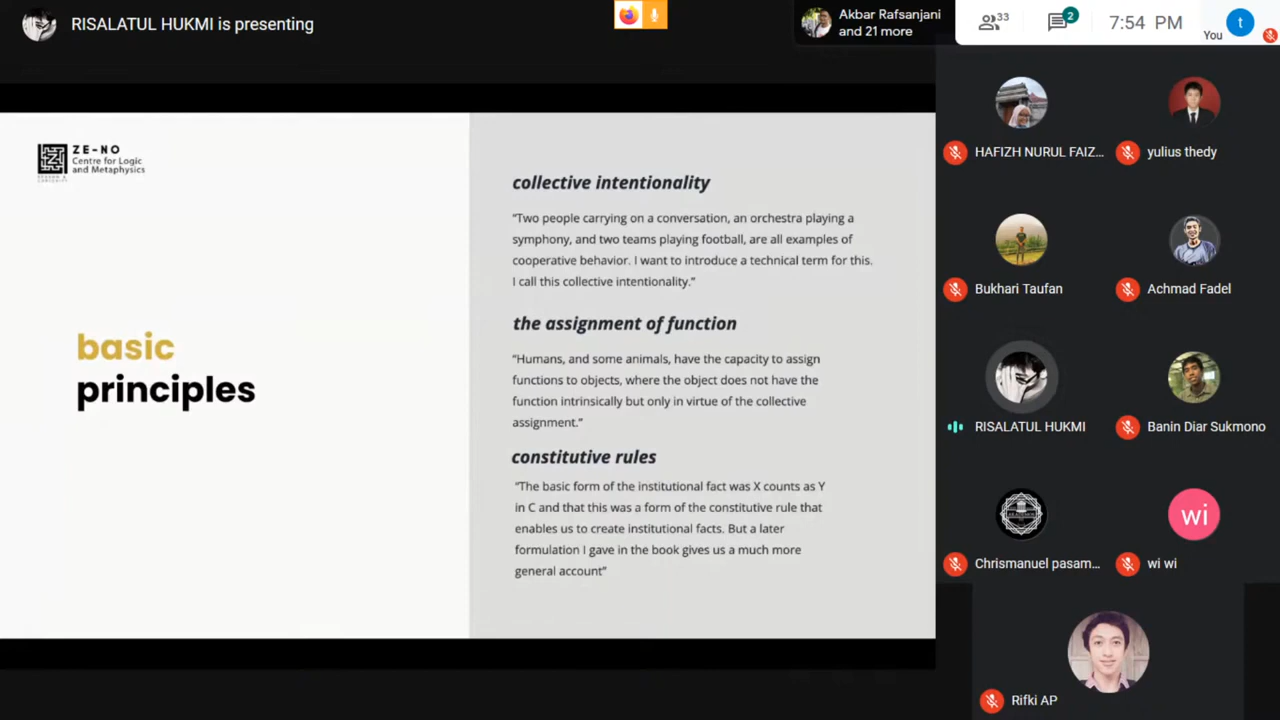 RISALATUL HUKMI is presenting
Akbar Rafsanjani
and 21 more
33
2
7:54 PM
You
t
ZE-NO
Centre for Logic
and Metaphysics
basic
principles
collective intentionality
“Two people carrying on a conversation, an orchestra playing a
symphony, and two teams playing football, are all examples of
cooperative behavior. I want to introduce a technical term for this.
I call this collective intentionality.”
the assignment of function
“Humans, and some animals, have the capacity to assign
functions to objects, where the object does not have the
function intrinsically but only in virtue of the collective
assignment.”
constitutive rules
“The basic form of the institutional fact was X counts as Y
in C and that this was a form of the constitutive rule that
enables us to create institutional facts. But a later
formulation I gave in the book gives us a much more
general account”
HAFIZH NURUL FAIZ...
yulius thedy
Bukhari Taufan
Achmad Fadel
RISALATUL HUKMI
Banin Diar Sukmono
Chrismanuel pasam...
wi
wi wi
Rifki AP